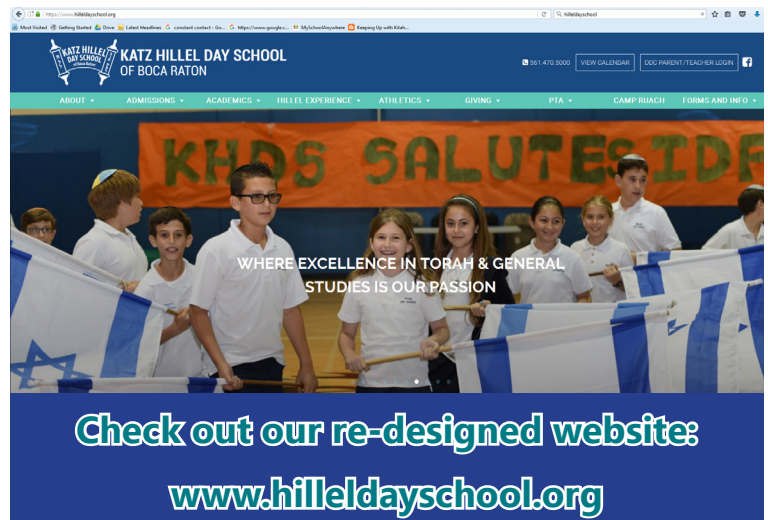 https://www.hilleldayschool.org
hilleldayschool
Most Visited Getting Started Drive Latest Headlines constant contact - Go... https://www.google.c... MySchoolAnywhere Keeping Up with Kitah...
KATZ HILLEL
DAY SCHOOL
of Boca Raton
KATZ HILLEL DAY SCHOOL
OF BOCA RATON
561.470.5000 VIEW CALENDAR DDC PARENT/TEACHER LOGIN
ABOUT ADMISSIONS ACADEMICS HILLEL EXPERIENCE ATHLETICS GIVING PTA CAMP RUACH FORMS AND INFO
KHDS SALUTES IDF
WHERE EXCELLENCE IN TORAH & GENERAL
STUDIES IS OUR PASSION
Check out our re-designed website:
www.hilleldayschool.org